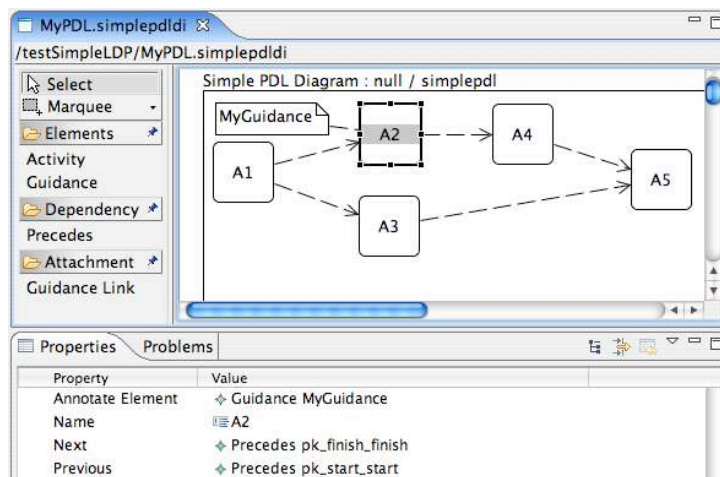 MyPDL.simplepdldi
/testSimpleLDP/MyPDL.simplepdldi
Select
Marquee
Elements
Activity
Guidance
Dependency
Precedes
Attachment
Guidance Link
Simple PDL Diagram : null / simplepdl
MyGuidance
A2
A4
A1
A5
A3
Properties Problems
Property Value
Annotate Element Guidance MyGuidance
Name A2
Next Precedes pk_finish_finish
Previous Precedes pk_start_start